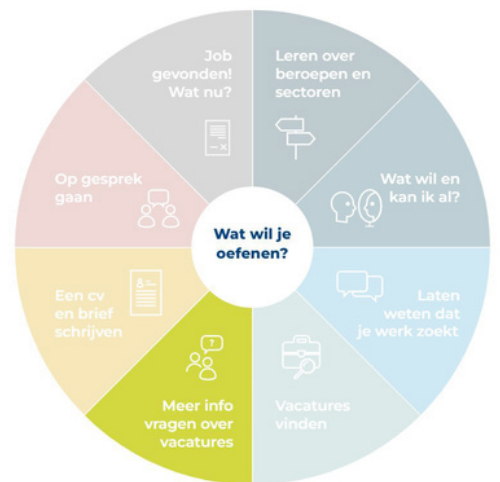 Job
gevonden!
Wat nu?
Leren over
beroepen en
sectoren
Op gesprek
gaan
Wat wil en
kan ik al?
Wat wil je
oefenen?
Een cv
en brief
schrijven
Laten
weten dat
je werk zoekt
Meer info
vragen over
vacatures
Vacatures
vinden